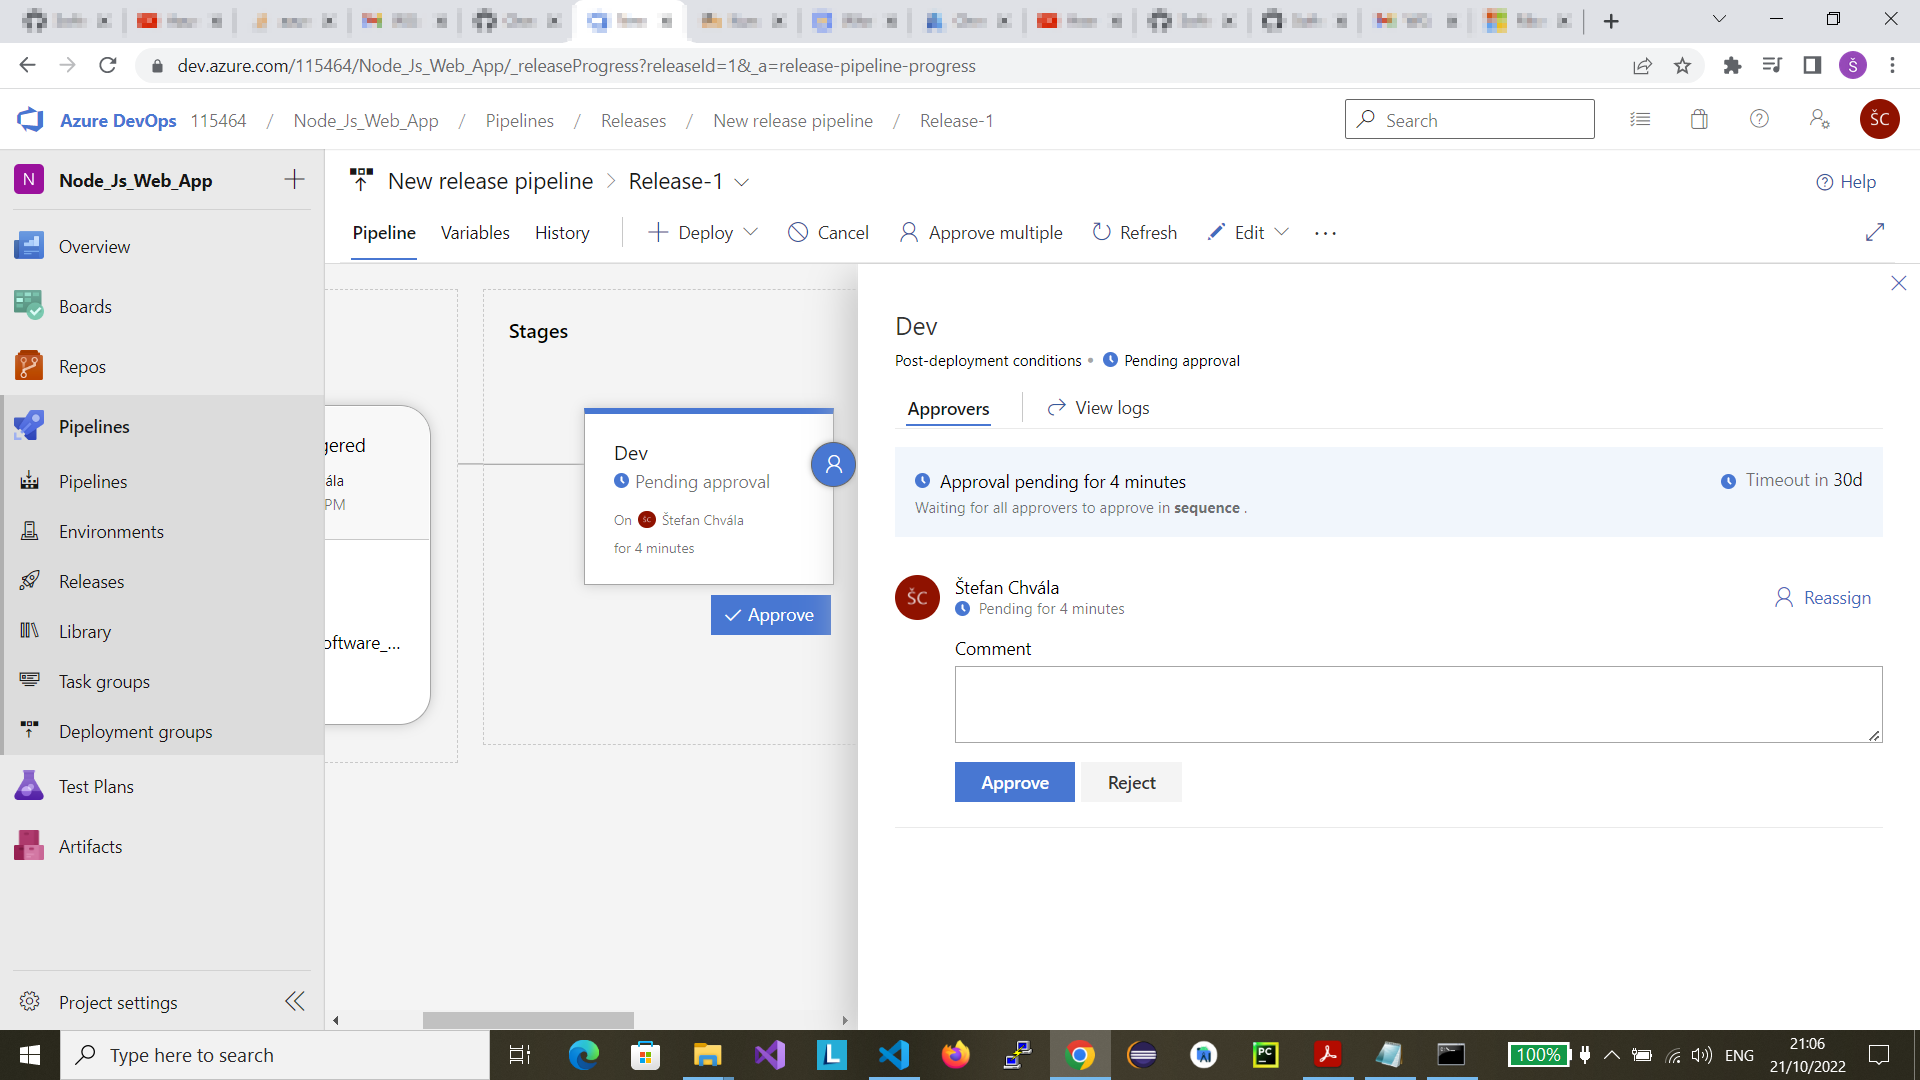 dev.azure.com/115464/Node_Js_Web_App/_releaseProgress?releaseId=1&_a=release-pipeline-progress
Š
Azure DevOps 115464 / Node_Js_Web_App / Pipelines / Releases / New release pipeline / Release-1
Search
ŠC
N Node_Js_Web_App
New release pipeline > Release-1
Help
Pipeline Variables History Deploy Cancel Approve multiple Refresh Edit
Overview
Boards
Repos
Pipelines
Pipelines
Environments
Releases
Library
Task groups
Deployment groups
Test Plans
Artifacts
Project settings
gered
ála
PM
oftware_...
Stages
Dev
Pending approval
On ŠC Štefan Chvála
for 4 minutes
Approve
Dev
Post-deployment conditions • Pending approval
Approvers View logs
Approval pending for 4 minutes
Timeout in 30d
Waiting for all approvers to approve in sequence .
ŠC
Štefan Chvála
Pending for 4 minutes
Reassign
Comment
Approve Reject
Type here to search
L
PC
100%
ENG
21:06
21/10/2022